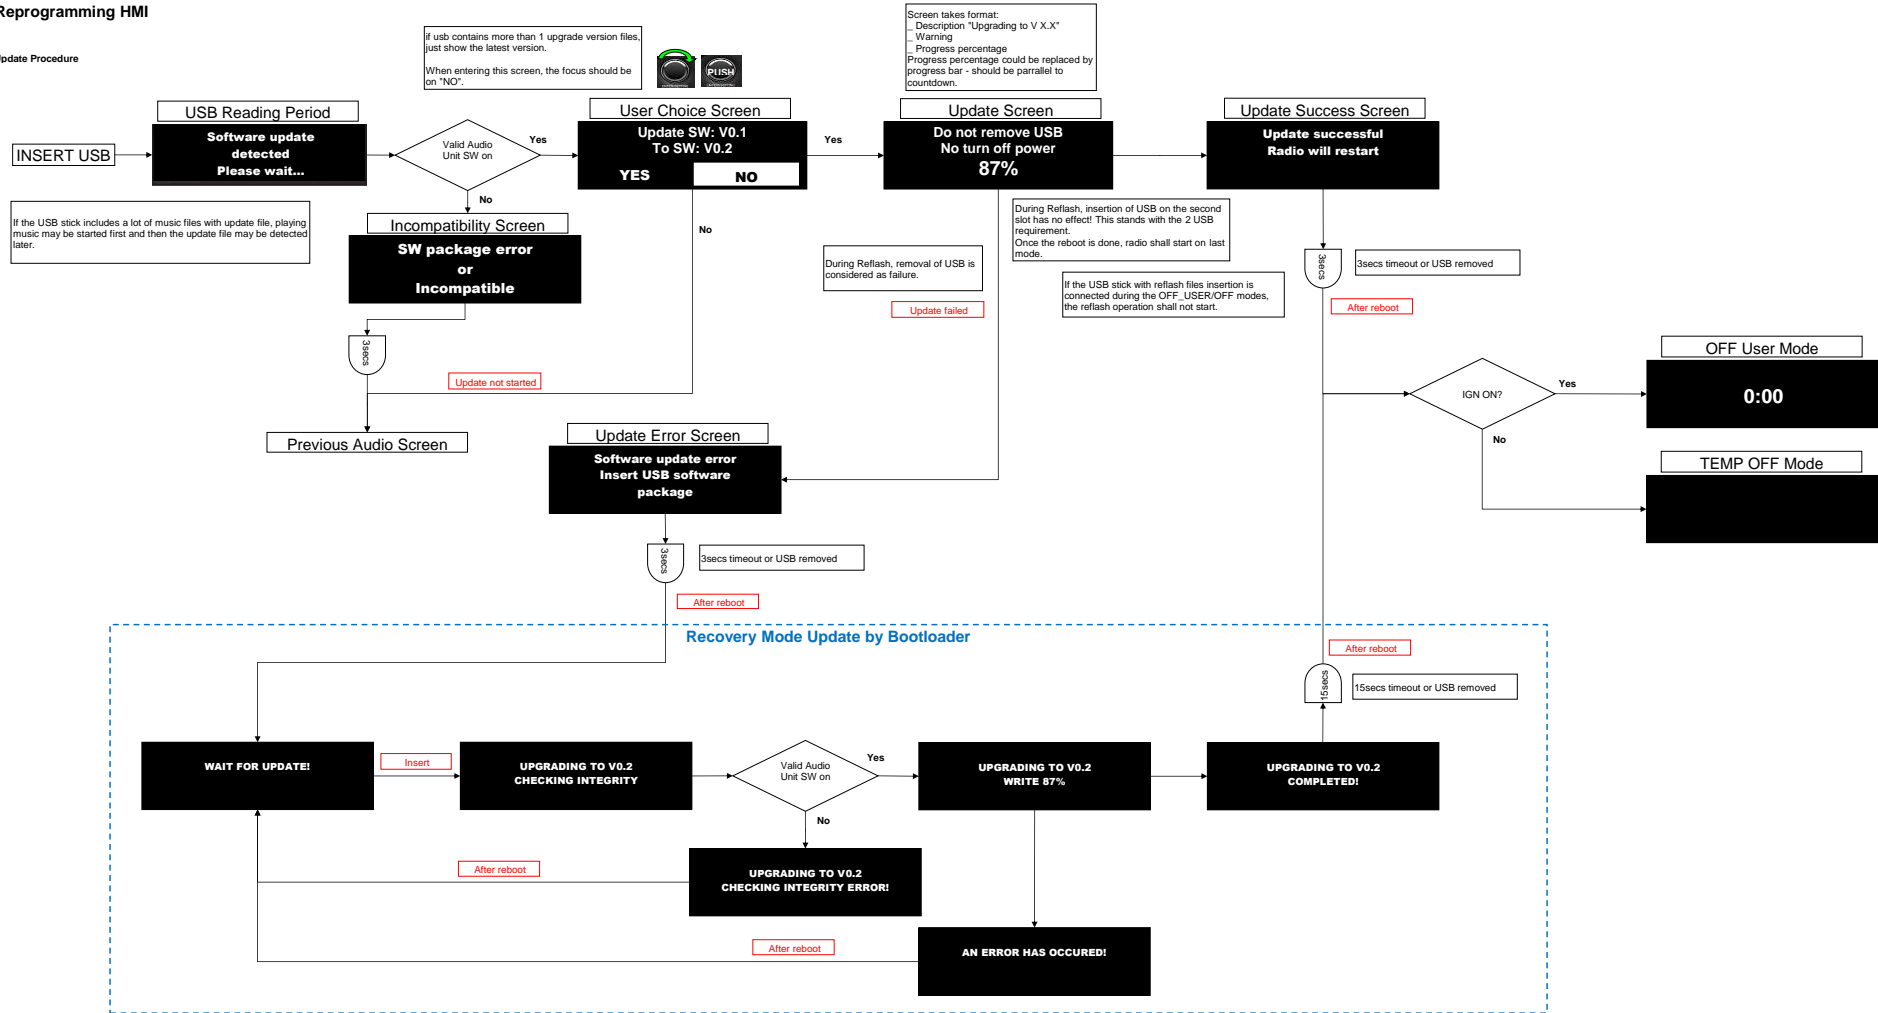 Reprogramming HMI
Update Procedure
if usb contains more than 1 upgrade version files,
just show the latest version.
When entering this screen, the focus should be
on "NO".
PUSH
Screen takes format:
_ Description "Upgrading to V X.X"
_ Warning
_ Progress percentage
Progress percentage could be replaced by
progress bar - should be parrallel to
countdown.
INSERT USB
USB Reading Period
Software update
detected
Please wait...
Valid Audio
Unit SW on
Yes
No
User Choice Screen
Update SW: V0.1
To SW: V0.2
YES
NO
Yes
No
Update Screen
Do not remove USB
No turn off power
87%
Update Success Screen
Update successful
Radio will restart
If the USB stick includes a lot of music files with update file, playing
music may be started first and then the update file may be detected
later.
Incompatibility Screen
SW package error
or
Incompatible
3secs
Update not started
Previous Audio Screen
During Reflash, removal of USB is
considered as failure.
Update failed
During Reflash, insertion of USB on the second
slot has no effect! This stands with the 2 USB
requirement.
Once the reboot is done, radio shall start on last
mode.
If the USB stick with reflash files insertion is
connected during the OFF_USER/OFF modes,
the reflash operation shall not start.
3secs
3secs timeout or USB removed
After reboot
IGN ON?
Yes
No
OFF User Mode
0:00
TEMP OFF Mode
Update Error Screen
Software update error
Insert USB software
package
3secs
3secs timeout or USB removed
After reboot
Recovery Mode Update by Bootloader
After reboot
15secs
15secs timeout or USB removed
WAIT FOR UPDATE!
Insert
UPGRADING TO V0.2
CHECKING INTEGRITY
Valid Audio
Unit SW on
Yes
No
UPGRADING TO V0.2
WRITE 87%
UPGRADING TO V0.2
COMPLETED!
After reboot
UPGRADING TO V0.2
CHECKING INTEGRITY ERROR!
After reboot
AN ERROR HAS OCCURED!